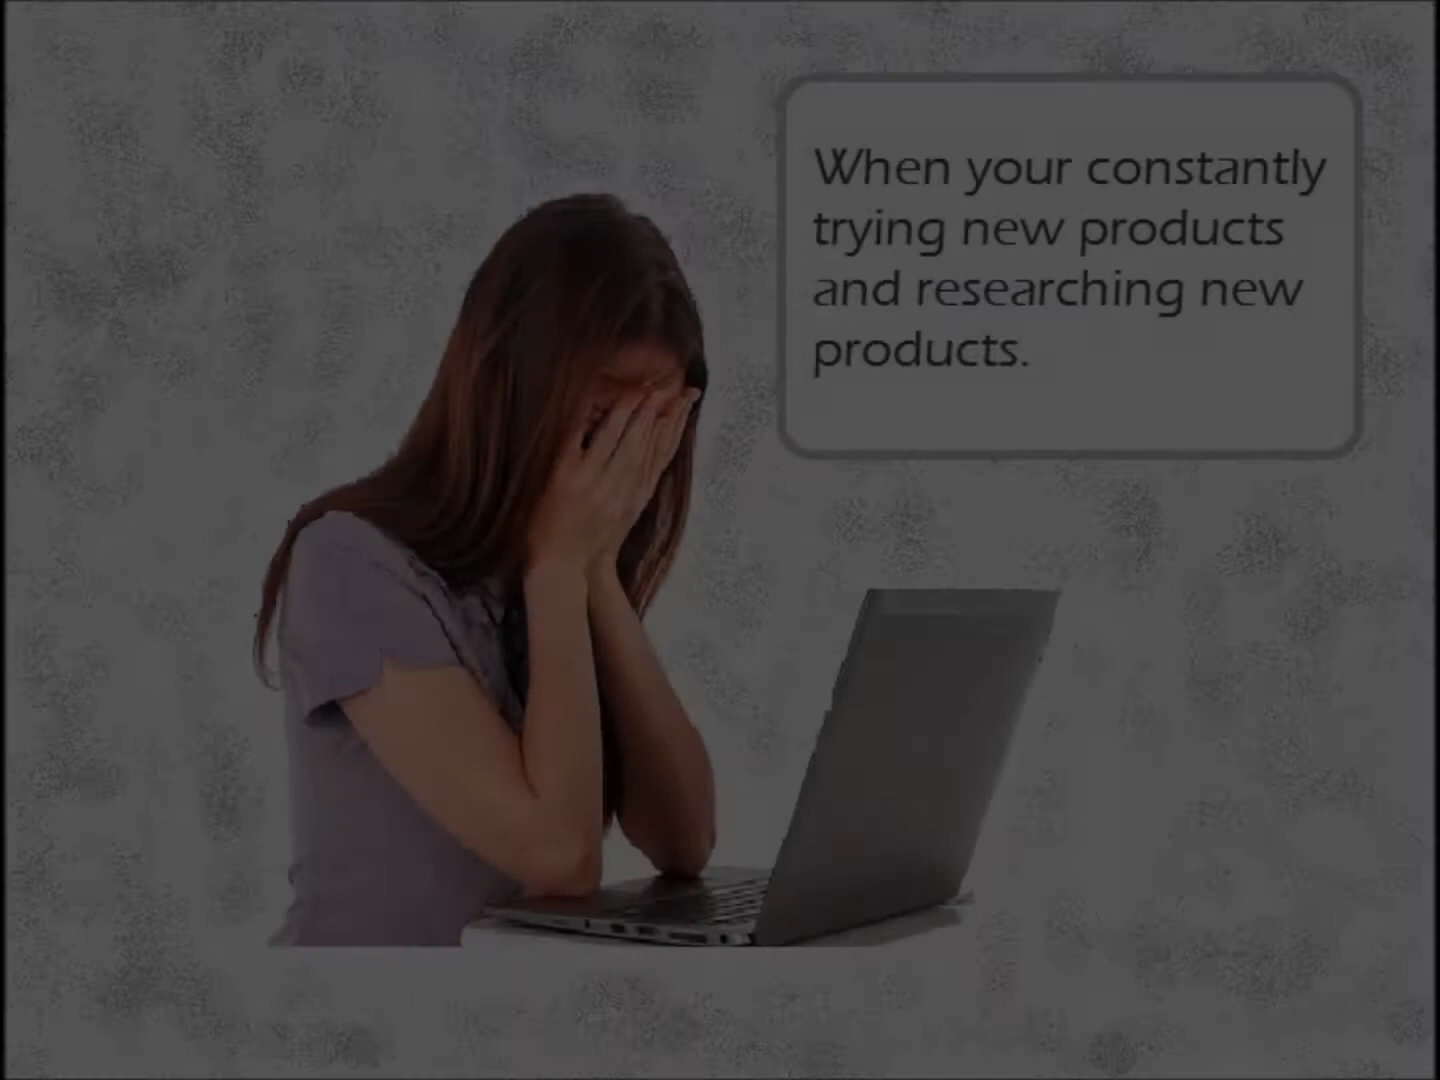 When your constantly
trying new products
and researching new
products.